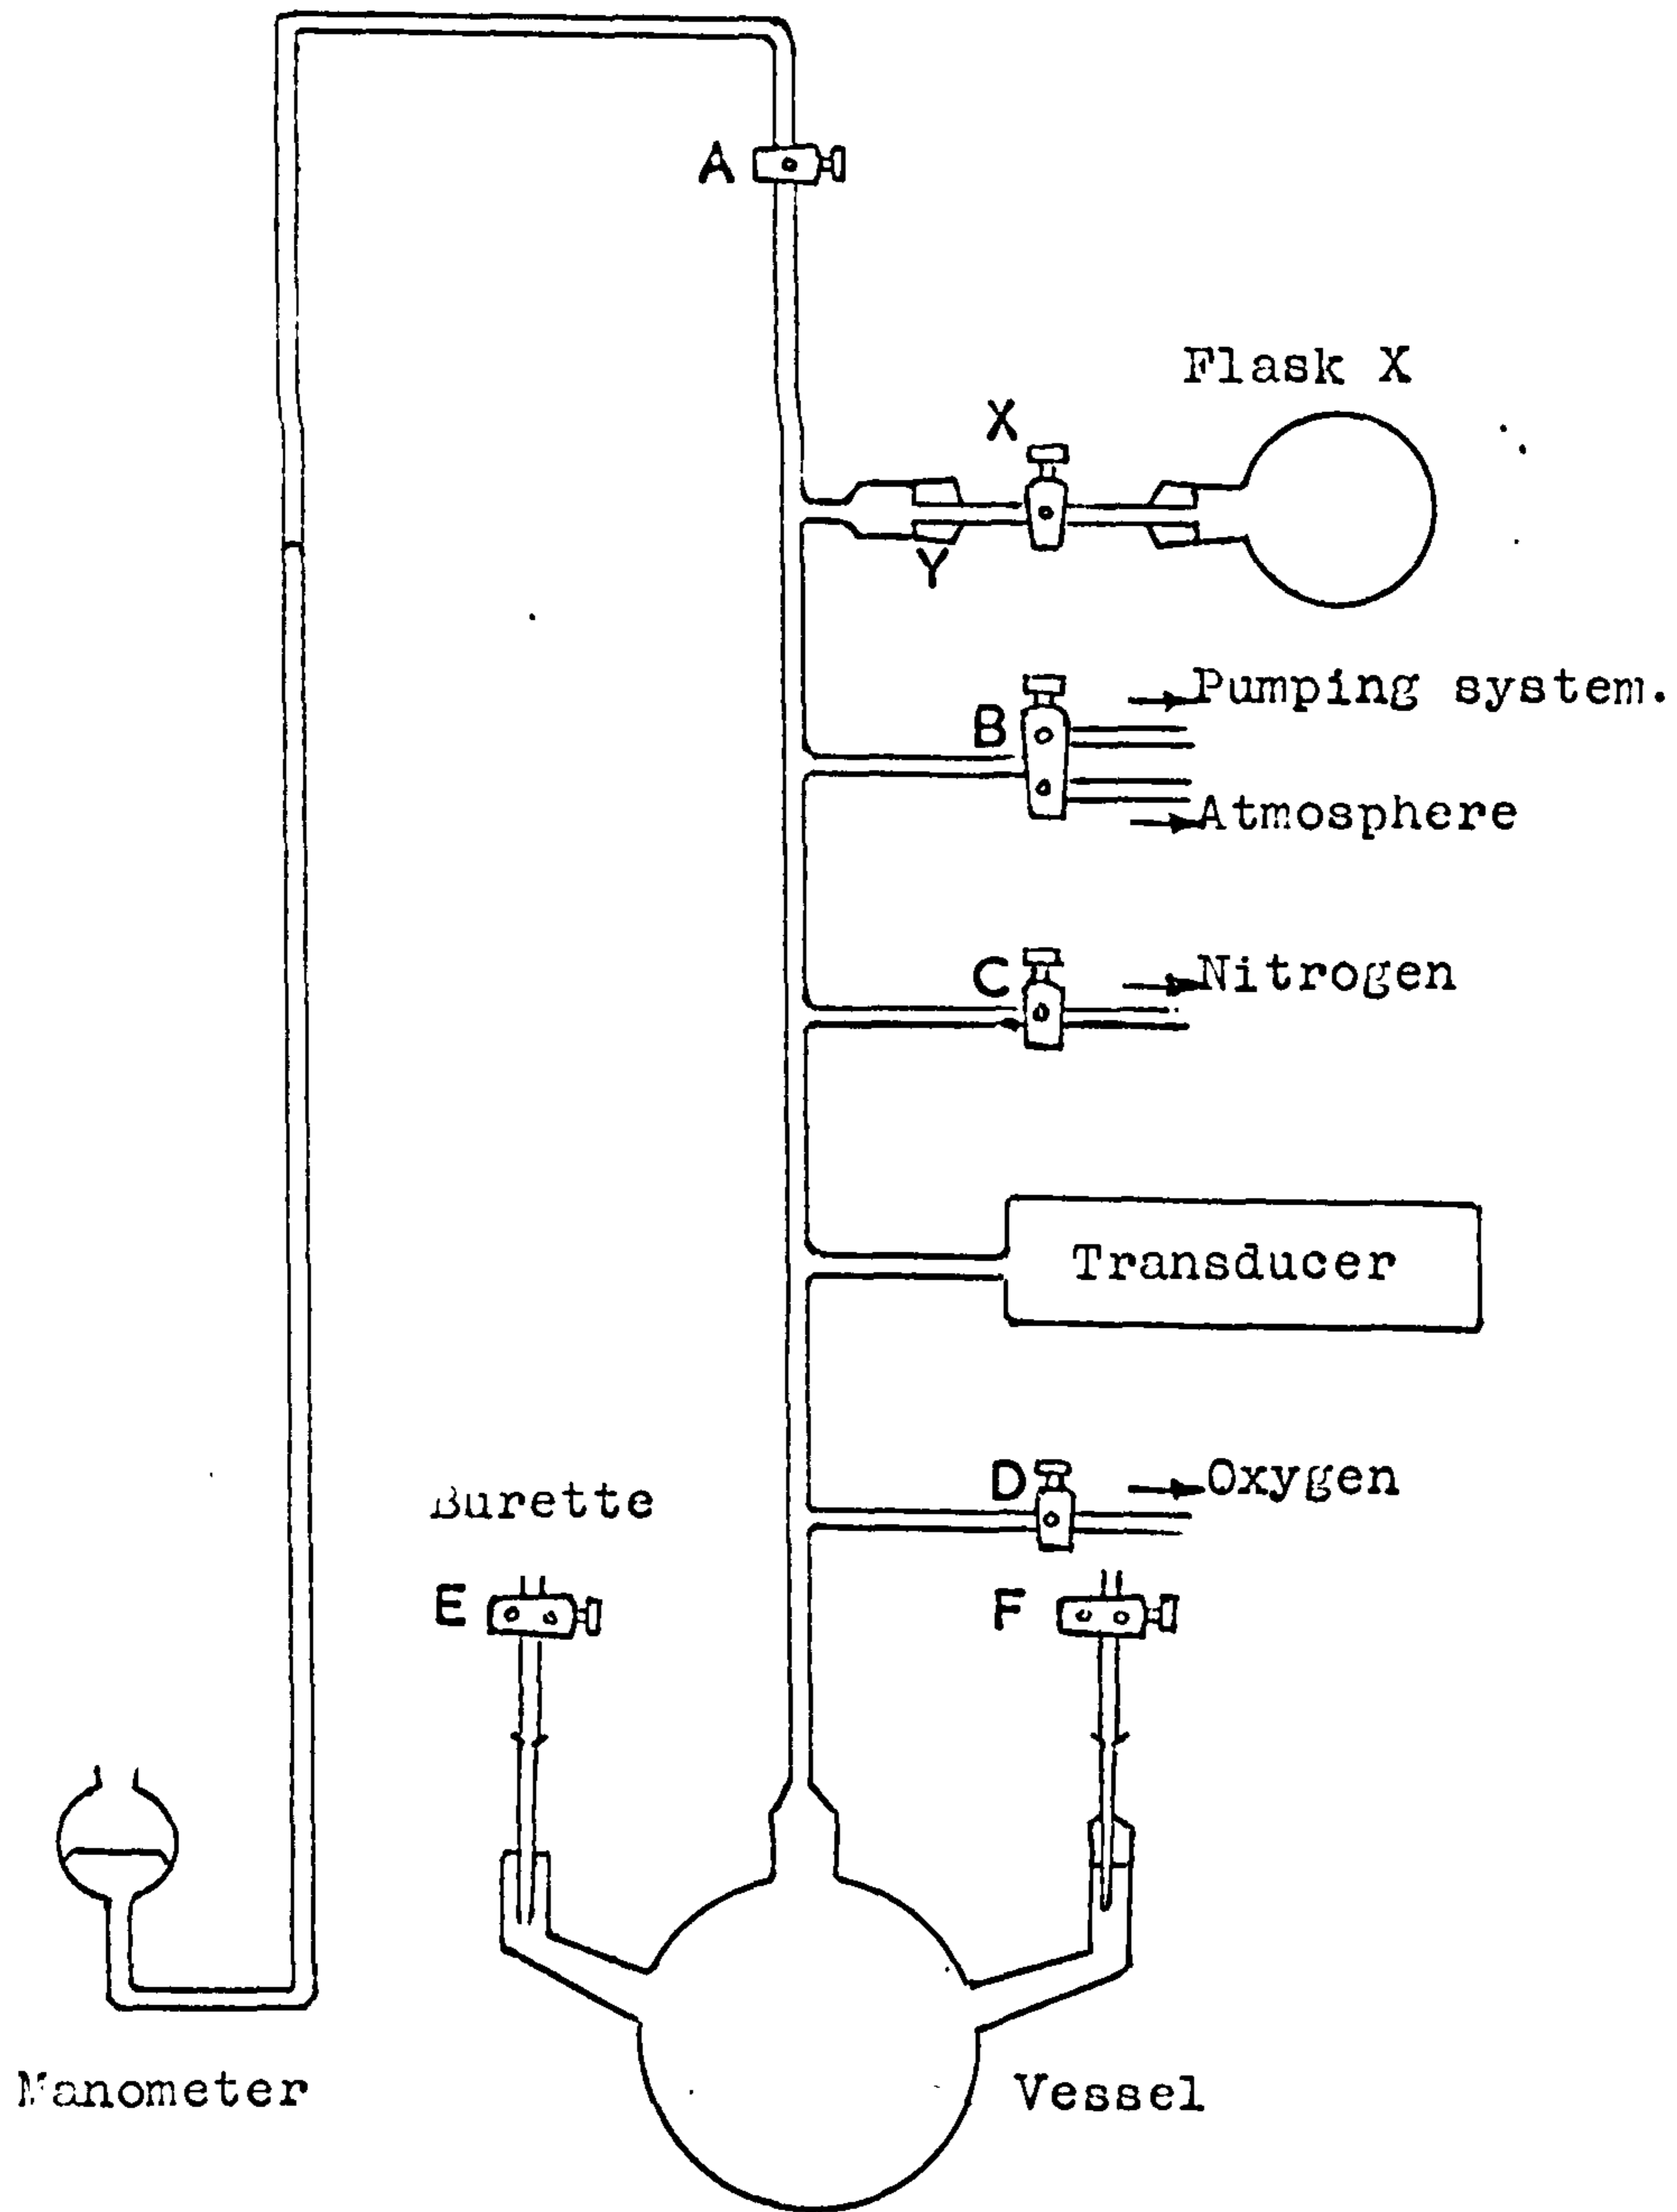 A
Flask X
X
Y
Pumping system.
B
Atmosphere
C
Nitrogen
Transducer
D
Oxygen
Burette
E
F
Manometer
Vessel